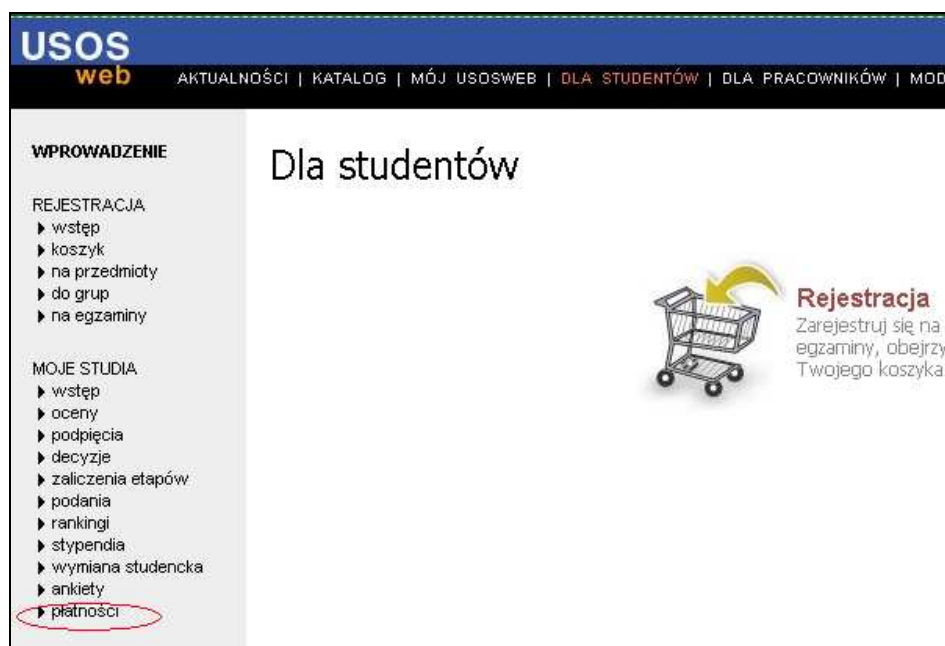 USOS
web
AKTUALNOŚCI | KATALOG | MÓJ USOSWEB | DLA STUDENTÓW | DLA PRACOWNIKÓW | MOD
WPROWADZENIE
REJESTRACJA
wstęp
koszyk
na przedmioty
do grup
na egzaminy
MOJE STUDIA
wstęp
oceny
podpięcia
decyzje
zaliczenia etapów
podania
rankingi
stypendia
wymiana studencka
ankiety
płatności
Dla studentów
Rejestracja
Zarejestruj się na
egzaminy, obejrzy
Twojego koszyka